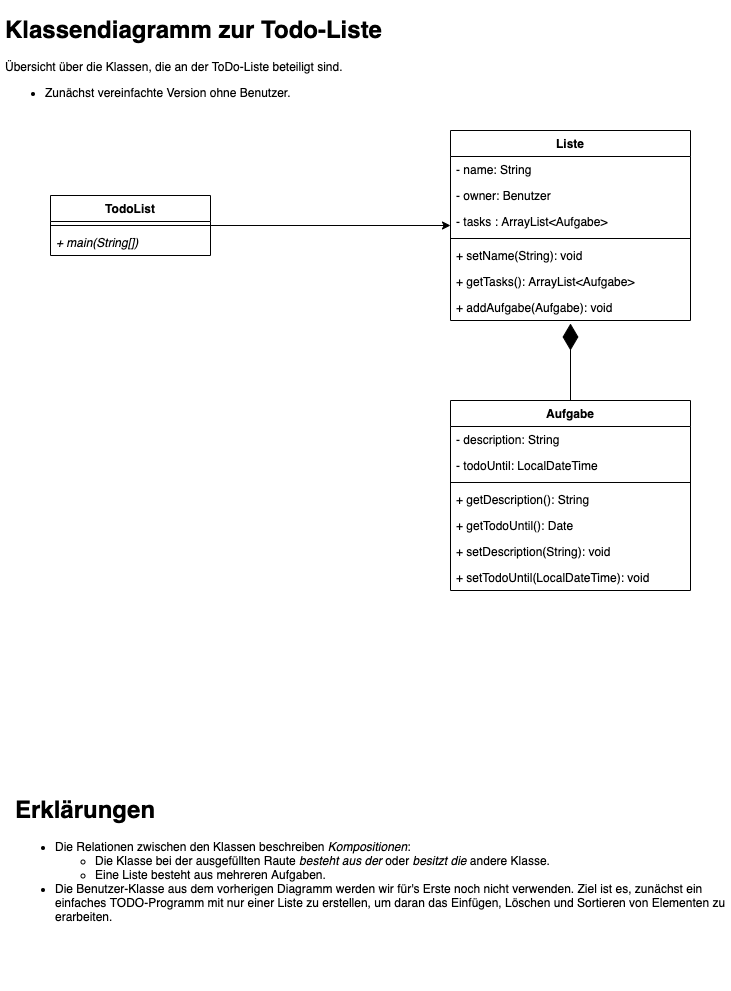 Klassendiagramm zur Todo-Liste
Übersicht über die Klassen, die an der ToDo-Liste beteiligt sind.
• Zunächst vereinfachte Version ohne Benutzer.
TodoList
+ main(String[])
Liste
- name: String
- owner: Benutzer
- tasks : ArrayList<Aufgabe>
+ setName(String): void
+ getTasks(): ArrayList<Aufgabe>
+ addAufgabe(Aufgabe): void
Aufgabe
- description: String
- todoUntil: LocalDateTime
+ getDescription(): String
+ getTodoUntil(): Date
+ setDescription(String): void
+ setTodoUntil(LocalDateTime): void
Erklärungen
• Die Relationen zwischen den Klassen beschreiben Kompositionen:
◦ Die Klasse bei der ausgefüllten Raute besteht aus der oder besitzt die andere Klasse.
◦ Eine Liste besteht aus mehreren Aufgaben.
• Die Benutzer-Klasse aus dem vorherigen Diagramm werden wir für's Erste noch nicht verwenden. Ziel ist es, zunächst ein
einfaches TODO-Programm mit nur einer Liste zu erstellen, um daran das Einfügen, Löschen und Sortieren von Elementen zu
erarbeiten.